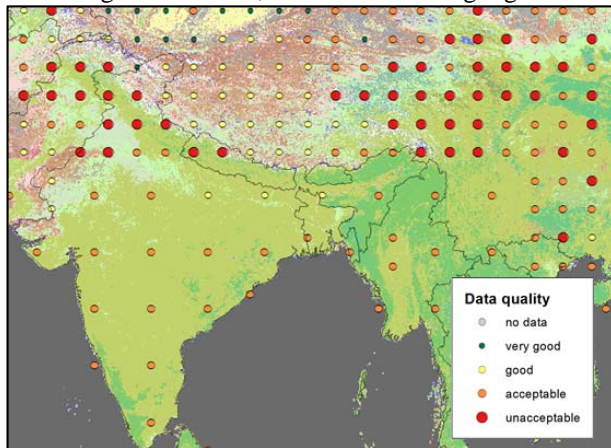 Data quality
no data
very good
good
acceptable
unacceptable